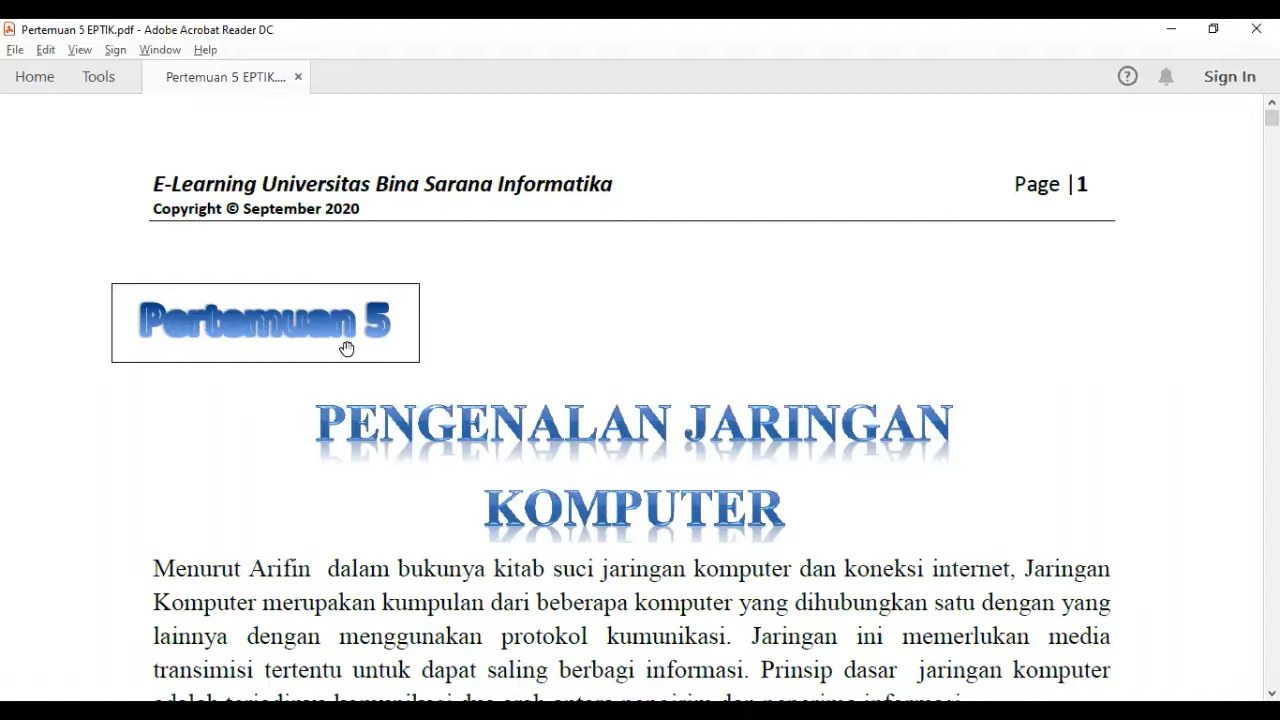 Pertemuan 5 EPTIK.pdf - Adobe Acrobat Reader DC
File Edit View Sign Window Help
Home Tools Pertemuan 5 EPTIK.... × Sign In
E-Learning Universitas Bina Sarana Informatika Page |1
Copyright © September 2020
Pertemuan 5
PENGENALAN JARINGAN
KOMPUTER
Menurut Arifin dalam bukunya kitab suci jaringan komputer dan koneksi internet, Jaringan
Komputer merupakan kumpulan dari beberapa komputer yang dihubungkan satu dengan yang
lainnya dengan menggunakan protokol kumunikasi. Jaringan ini memerlukan media
transimisi tertentu untuk dapat saling berbagi informasi. Prinsip dasar jaringan komputer